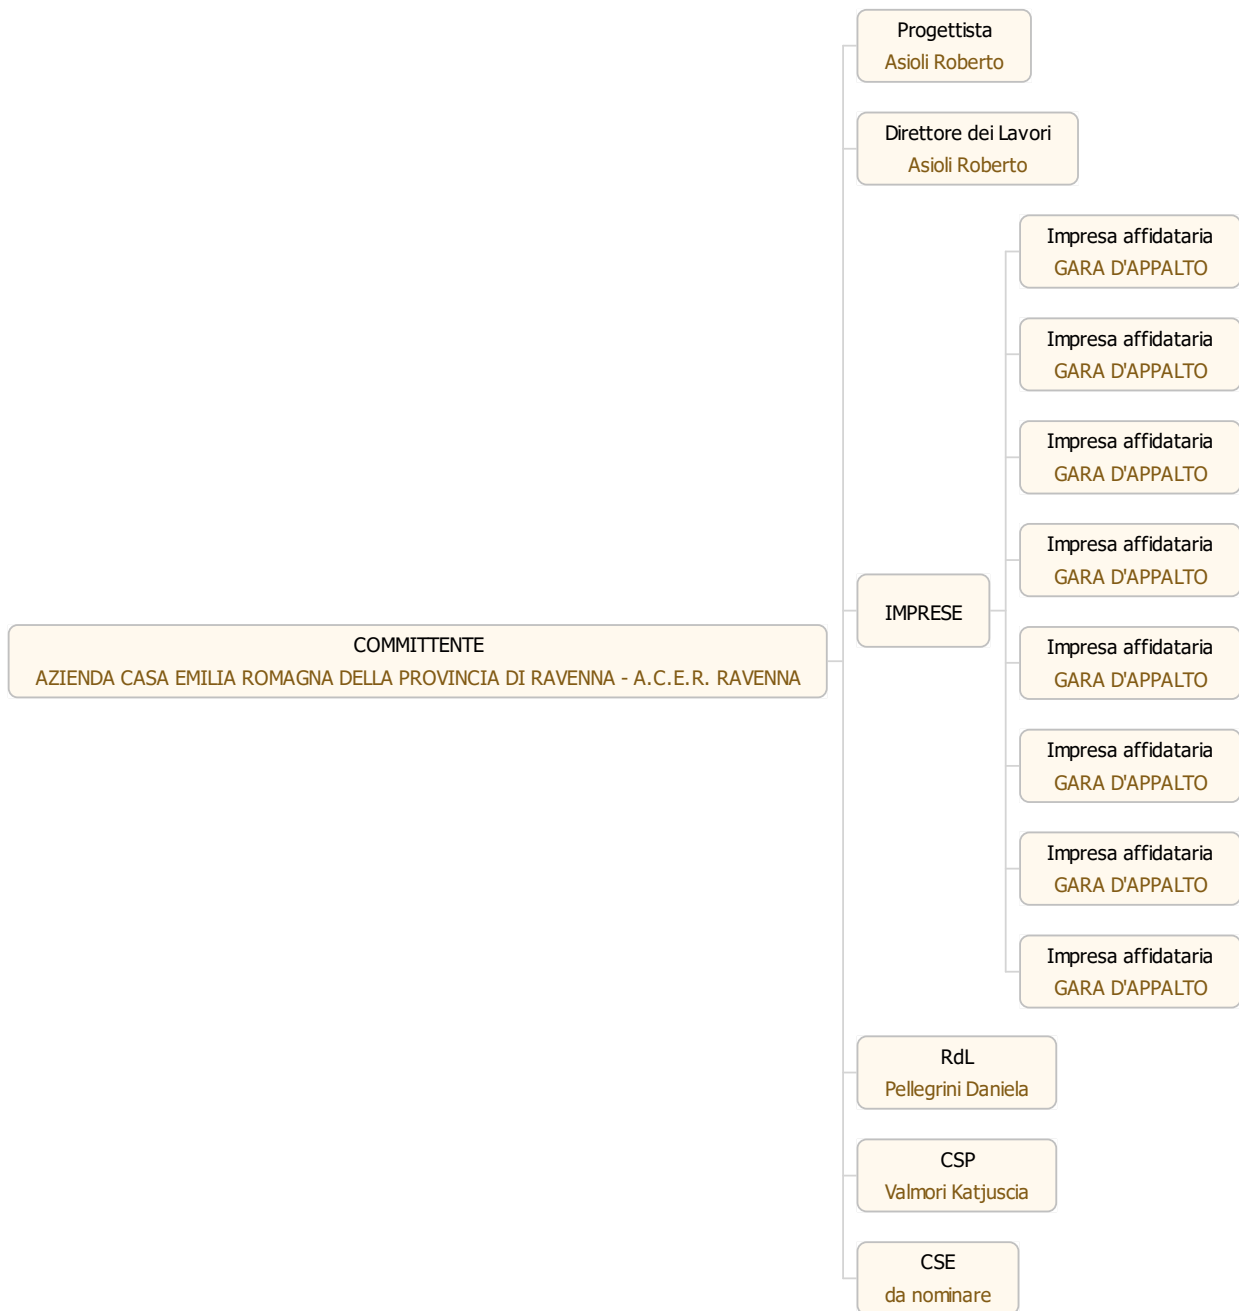 Progettista
Asioli Roberto
Direttore dei Lavori
Asioli Roberto
Impresa affidataria
GARA D'APPALTO
Impresa affidataria
GARA D'APPALTO
Impresa affidataria
GARA D'APPALTO
Impresa affidataria
GARA D'APPALTO
IMPRESE
COMMITTENTE
AZIENDA CASA EMILIA ROMAGNA DELLA PROVINCIA DI RAVENNA - A.C.E.R. RAVENNA
Impresa affidataria
GARA D'APPALTO
Impresa affidataria
GARA D'APPALTO
Impresa affidataria
GARA D'APPALTO
Impresa affidataria
GARA D'APPALTO
RdL
Pellegrini Daniela
CSP
Valmori Katjuscia
CSE
da nominare